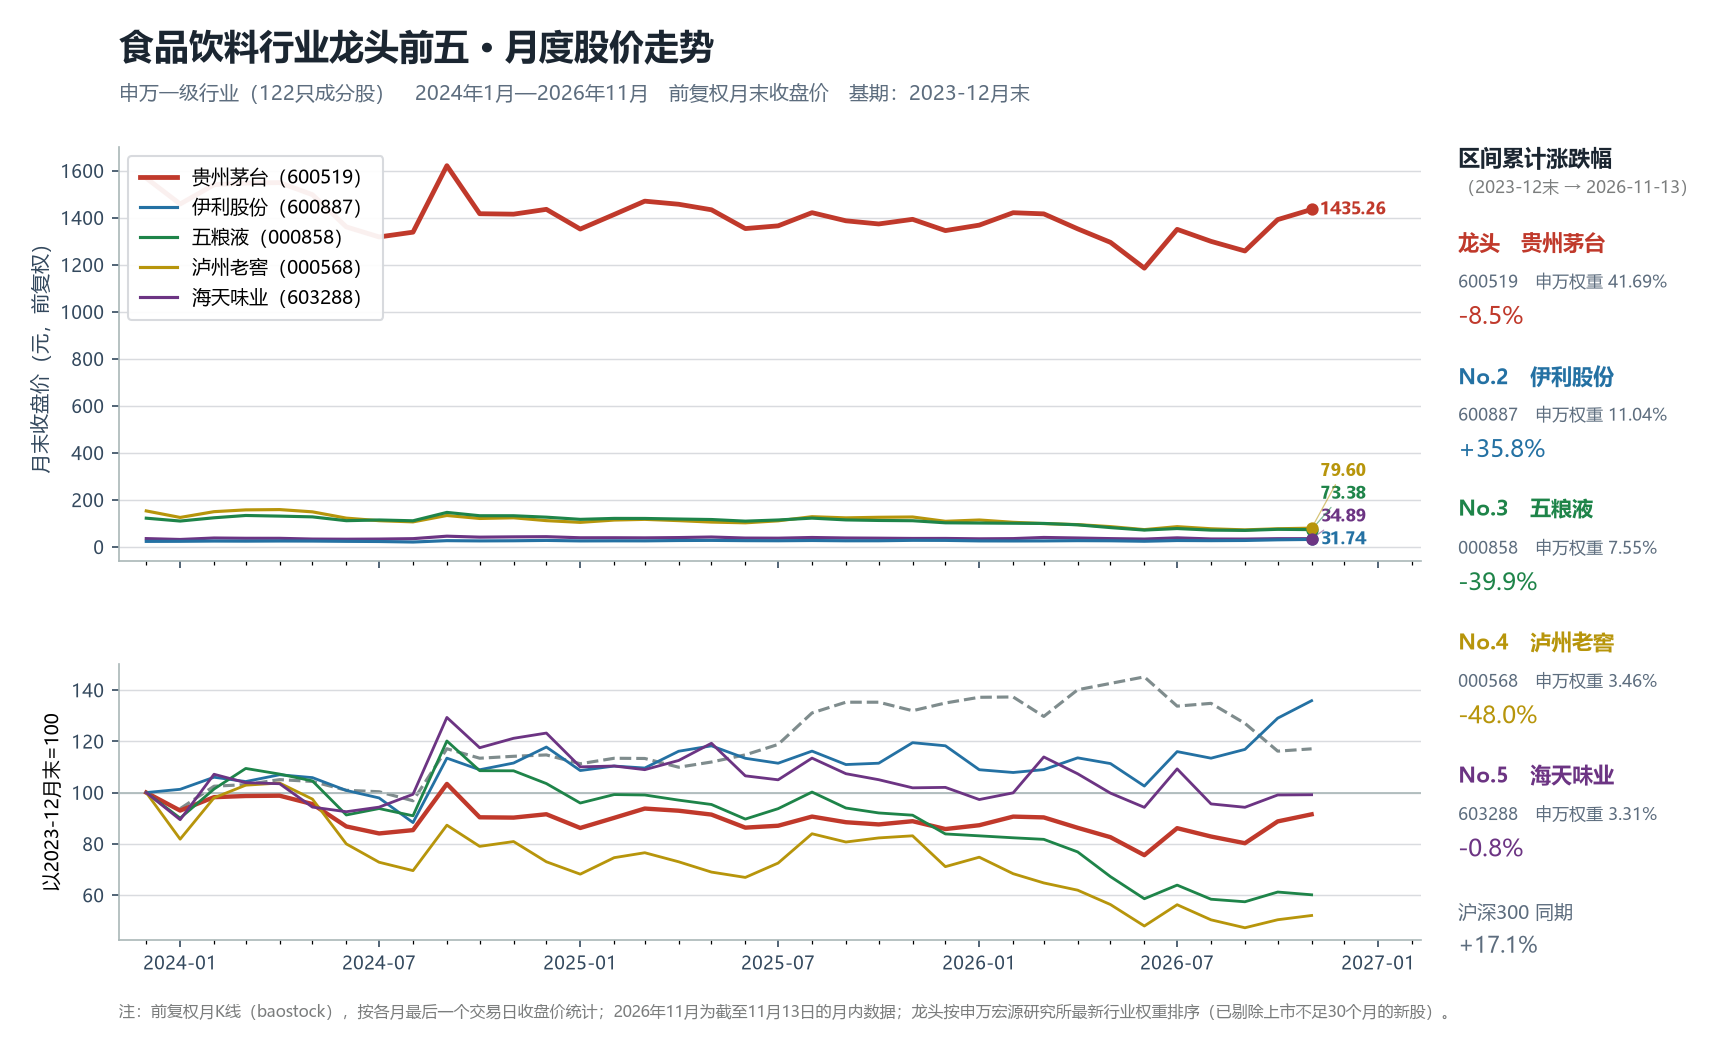 食品饮料行业龙头前五 · 月度股价走势
申万一级行业（122只成分股） 2024年1月—2026年11月 前复权月末收盘价 基期：2023-12月末
月末收盘价（元，前复权）
1600
1400
1200
1000
800
600
400
200
0
贵州茅台（600519）
伊利股份（600887）
五粮液（000858）
泸州老窖（000568）
海天味业（603288）
1435.26
79.60
73.38
34.89
31.74
以2023-12月末=100
140
120
100
80
60
2024-01
2024-07
2025-01
2025-07
2026-01
2026-07
2027-01
区间累计涨跌幅
（2023-12末 → 2026-11-13）
龙头 贵州茅台
600519 申万权重 41.69%
-8.5%
No.2 伊利股份
600887 申万权重 11.04%
+35.8%
No.3 五粮液
000858 申万权重 7.55%
-39.9%
No.4 泸州老窖
000568 申万权重 3.46%
-48.0%
No.5 海天味业
603288 申万权重 3.31%
-0.8%
沪深300 同期
+17.1%
注：前复权月K线（baostock），按各月最后一个交易日收盘价统计；2026年11月为截至11月13日的月内数据；龙头按申万宏源研究所最新行业权重排序（已剔除上市不足30个月的新股）。